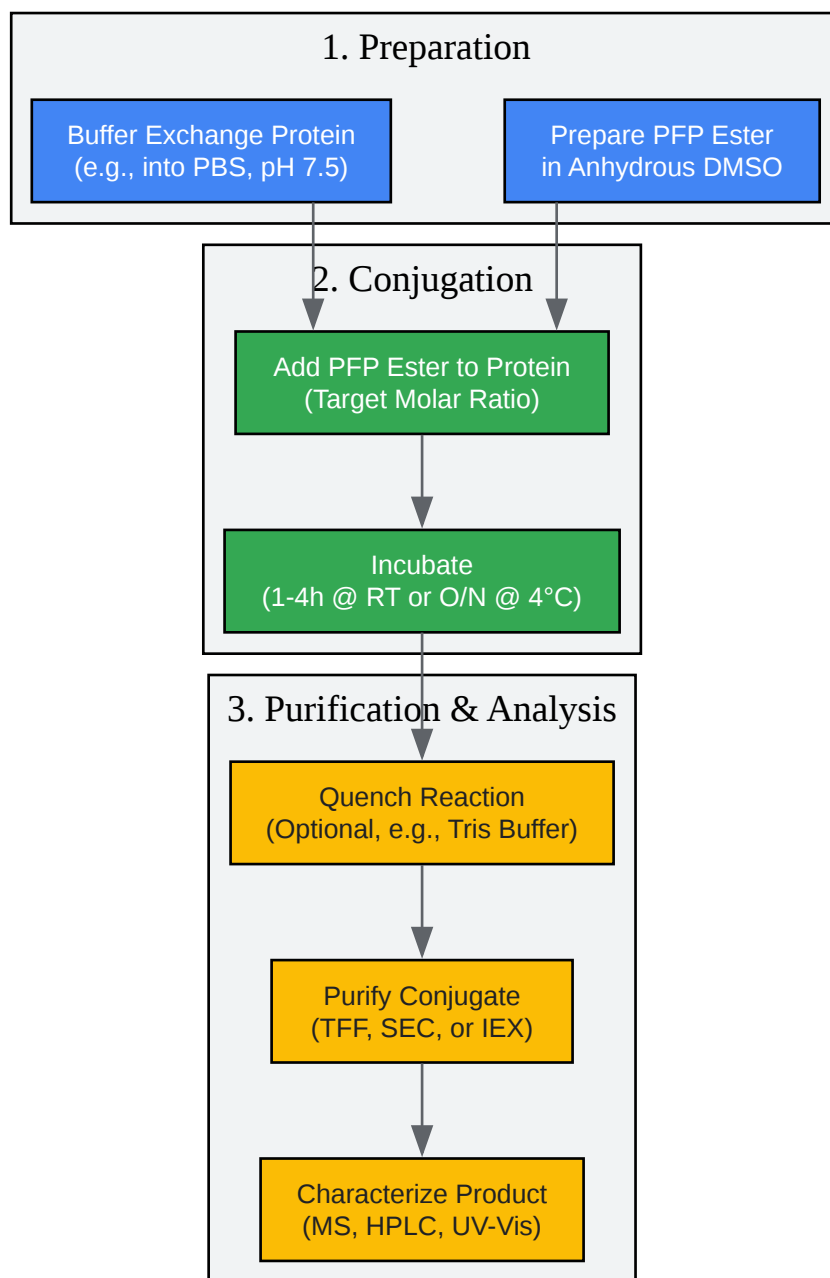 1. Preparation
Buffer Exchange Protein
(e.g., into PBS, pH 7.5)
Prepare PFP Ester
in Anhydrous DMSO
2. Conjugation
Add PFP Ester to Protein
(Target Molar Ratio)
Incubate
(1-4h @ RT or O/N @ 4°C)
3. Purification & Analysis
Quench Reaction
(Optional, e.g., Tris Buffer)
Purify Conjugate
(TFF, SEC, or IEX)
Characterize Product
(MS, HPLC, UV-Vis)